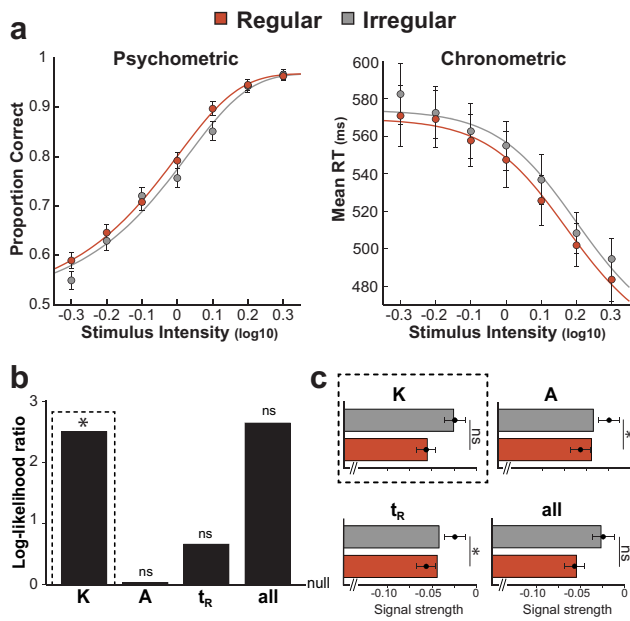 Regular Irregular
a
Psychometric
Chronometric
Proportion Correct
1
0.9
0.8
0.7
0.6
0.5
-0.3 -0.2 -0.1 0 0.1 0.2 0.3
Stimulus Intensity (log10)
Mean RT (ms)
600
580
560
540
520
500
480
-0.3 -0.2 -0.1 0 0.1 0.2 0.3
Stimulus Intensity (log10)
b
Log-likelihood ratio
3
2
1
0
*
ns
ns
ns
null
K A tR all
c
K
ns
A
*
tR
*
all
ns
-0.10 -0.05 0
Signal strength
-0.10 -0.05 0
Signal strength